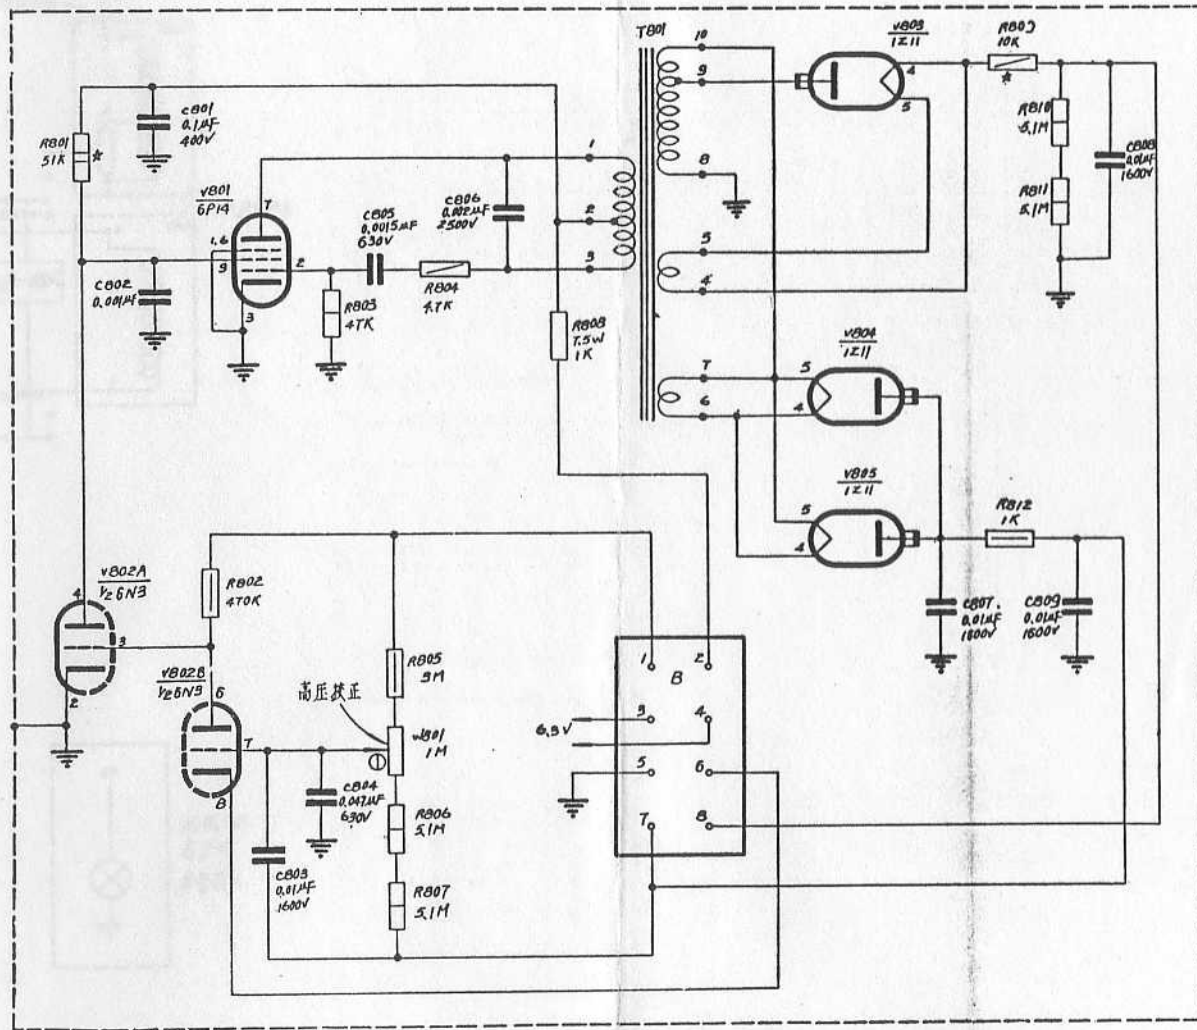 T801
10
9
8
5
4
7
6
1
2
3
V803
1Z11
4
5
R809
10K
*
R810
5.1M
R811
5.1M
C808
0.01μF
1600V
C801
0.1μF
400V
R801
51K
*
V801
6P14
7
1.6
9
2
3
C802
0.001μF
C805
0.0015μF
630V
R803
47K
R804
4.7K
C806
0.002μF
2500V
R808
7.5W
1K
V804
1Z11
5
4
V805
1Z11
5
4
R812
1K
C807
0.01μF
1600V
C809
0.01μF
1600V
V802A
1/2 6N3
4
3
2
R802
470K
V802B
1/2 6N3
6
7
8
R805
3M
高压校正
W801
1M
C804
0.047μF
630V
R806
5.1M
C803
0.01μF
1600V
R807
5.1M
1
2
B
3
4
6.3V
5
6
7
8